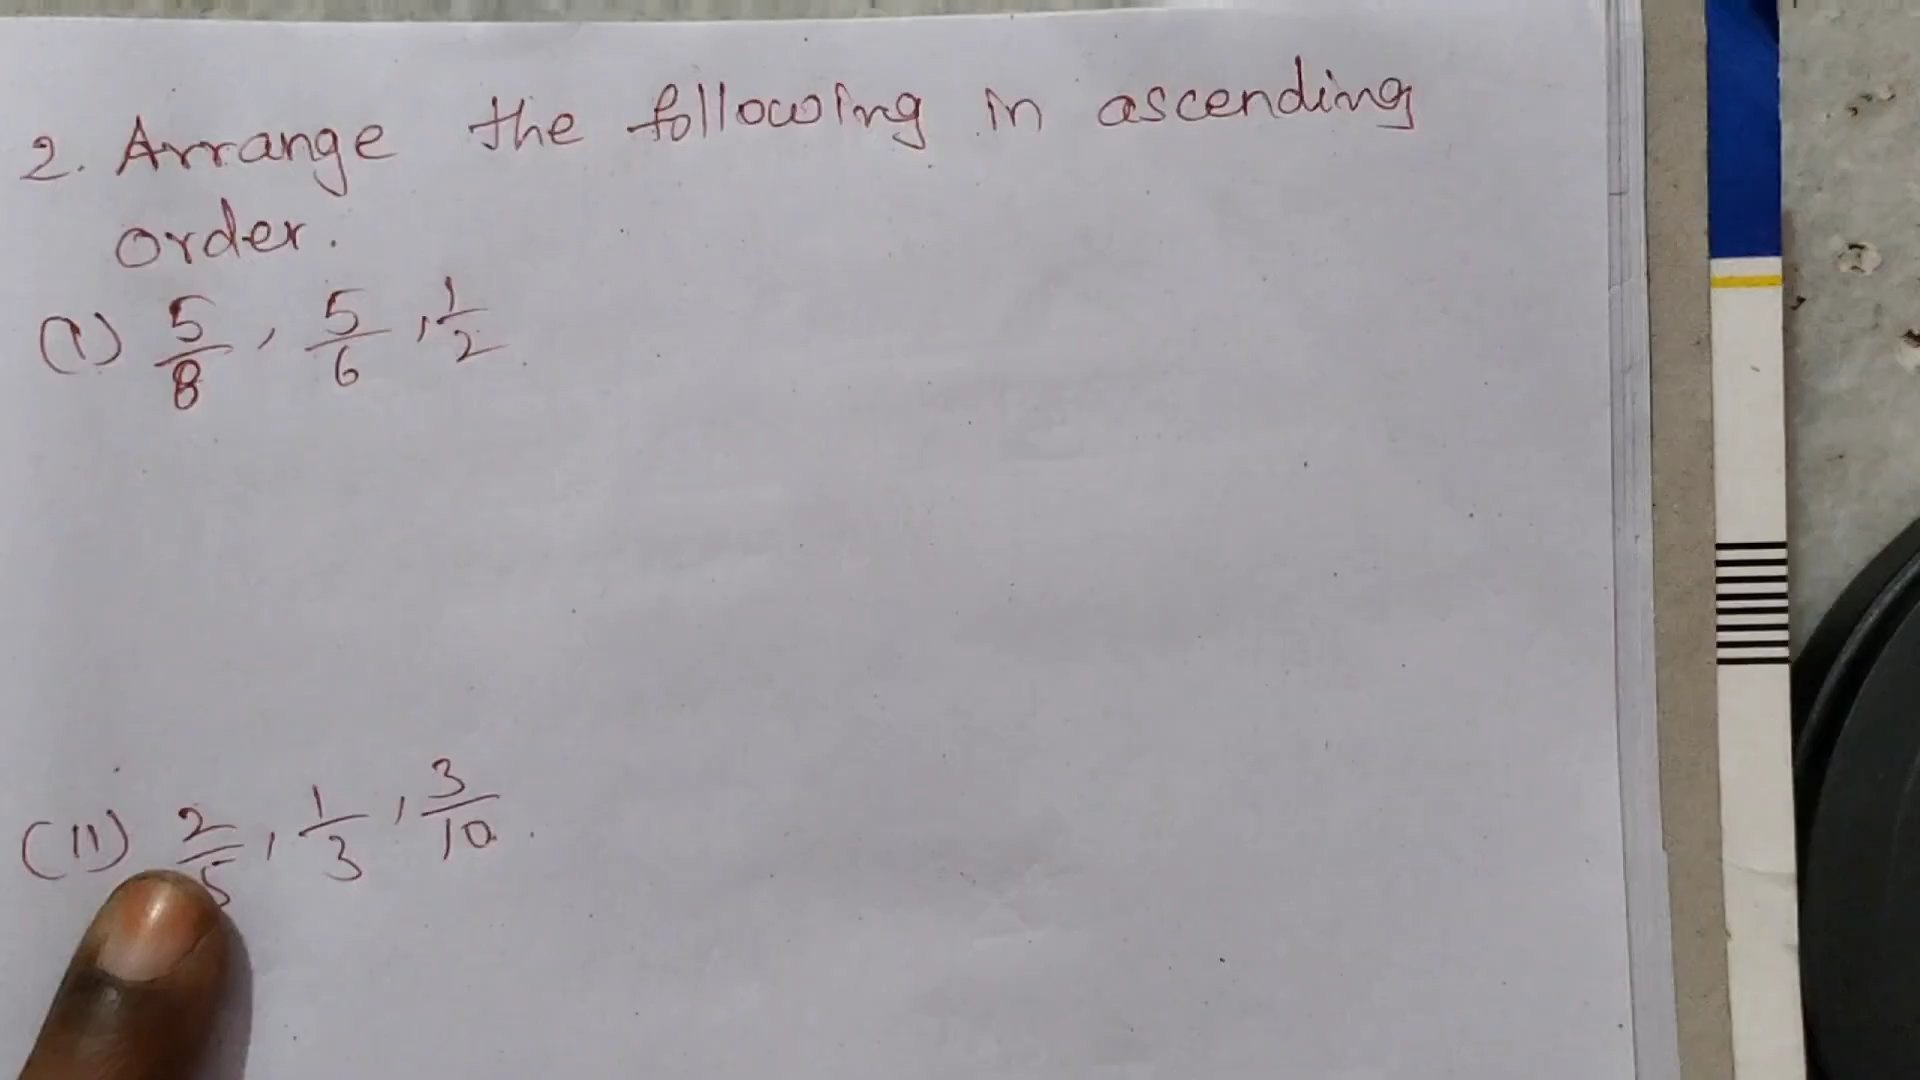 2. Arrange the following in ascending
order.
(i) 5/8, 5/6, 1/2
(ii) 2/5, 1/3, 3/10.